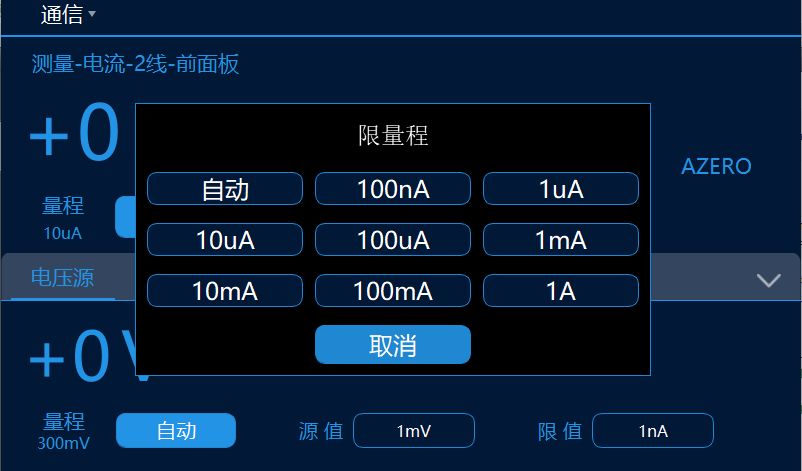 通信
测量-电流-2线-前面板
+0
限量程
AZERO
自动 100nA 1uA
量程
10uA 100uA 1mA
10uA
电压源
10mA 100mA 1A
取消
+0 V
量程 自动 源值 1mV 限值 1nA
300mV